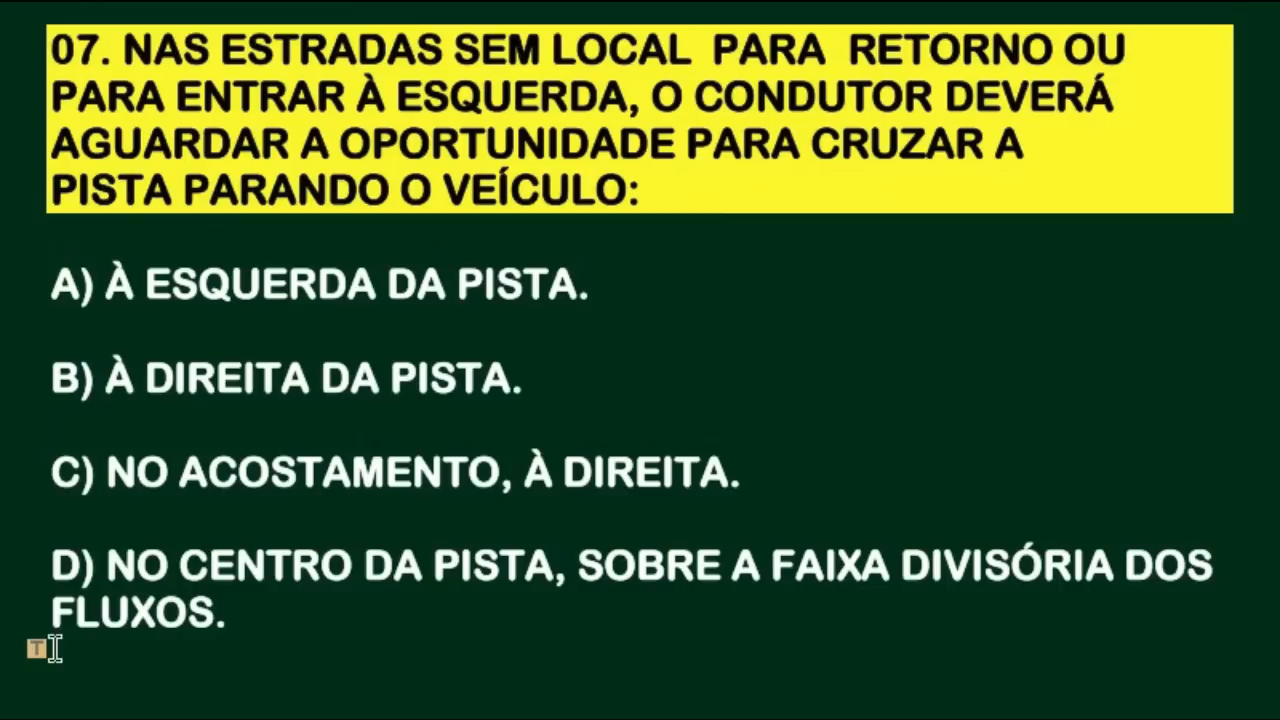 07. NAS ESTRADAS SEM LOCAL PARA RETORNO OU
PARA ENTRAR À ESQUERDA, O CONDUTOR DEVERÁ
AGUARDAR A OPORTUNIDADE PARA CRUZAR A
PISTA PARANDO O VEÍCULO:
A) À ESQUERDA DA PISTA.
B) À DIREITA DA PISTA.
C) NO ACOSTAMENTO, À DIREITA.
D) NO CENTRO DA PISTA, SOBRE A FAIXA DIVISÓRIA DOS
FLUXOS.
T